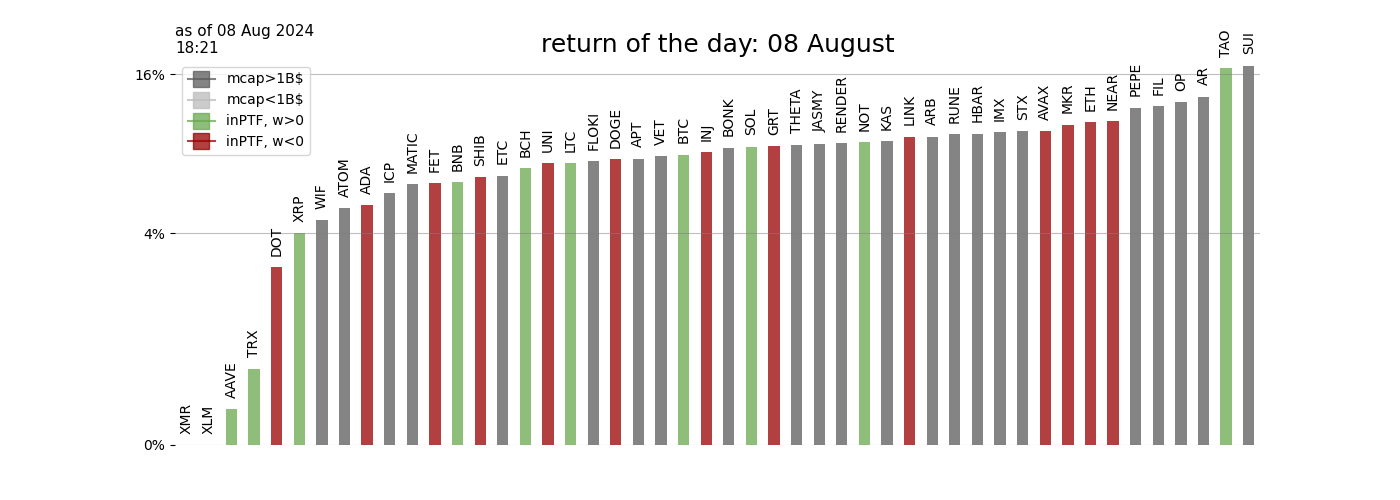 as of 08 Aug 2024
18:21
return of the day: 08 August
mcap>1B$
mcap<1B$
inPTF, w>0
inPTF, w<0
16%
4%
0%
XMR
XLM
AAVE
TRX
DOT
XRP
WIF
ATOM
ADA
ICP
MATIC
FET
BNB
SHIB
ETC
BCH
UNI
LTC
FLOKI
DOGE
APT
VET
BTC
INJ
BONK
SOL
GRT
THETA
JASMY
RENDER
NOT
KAS
LINK
ARB
RUNE
HBAR
IMX
STX
AVAX
MKR
ETH
NEAR
PEPE
FIL
OP
AR
TAO
SUI